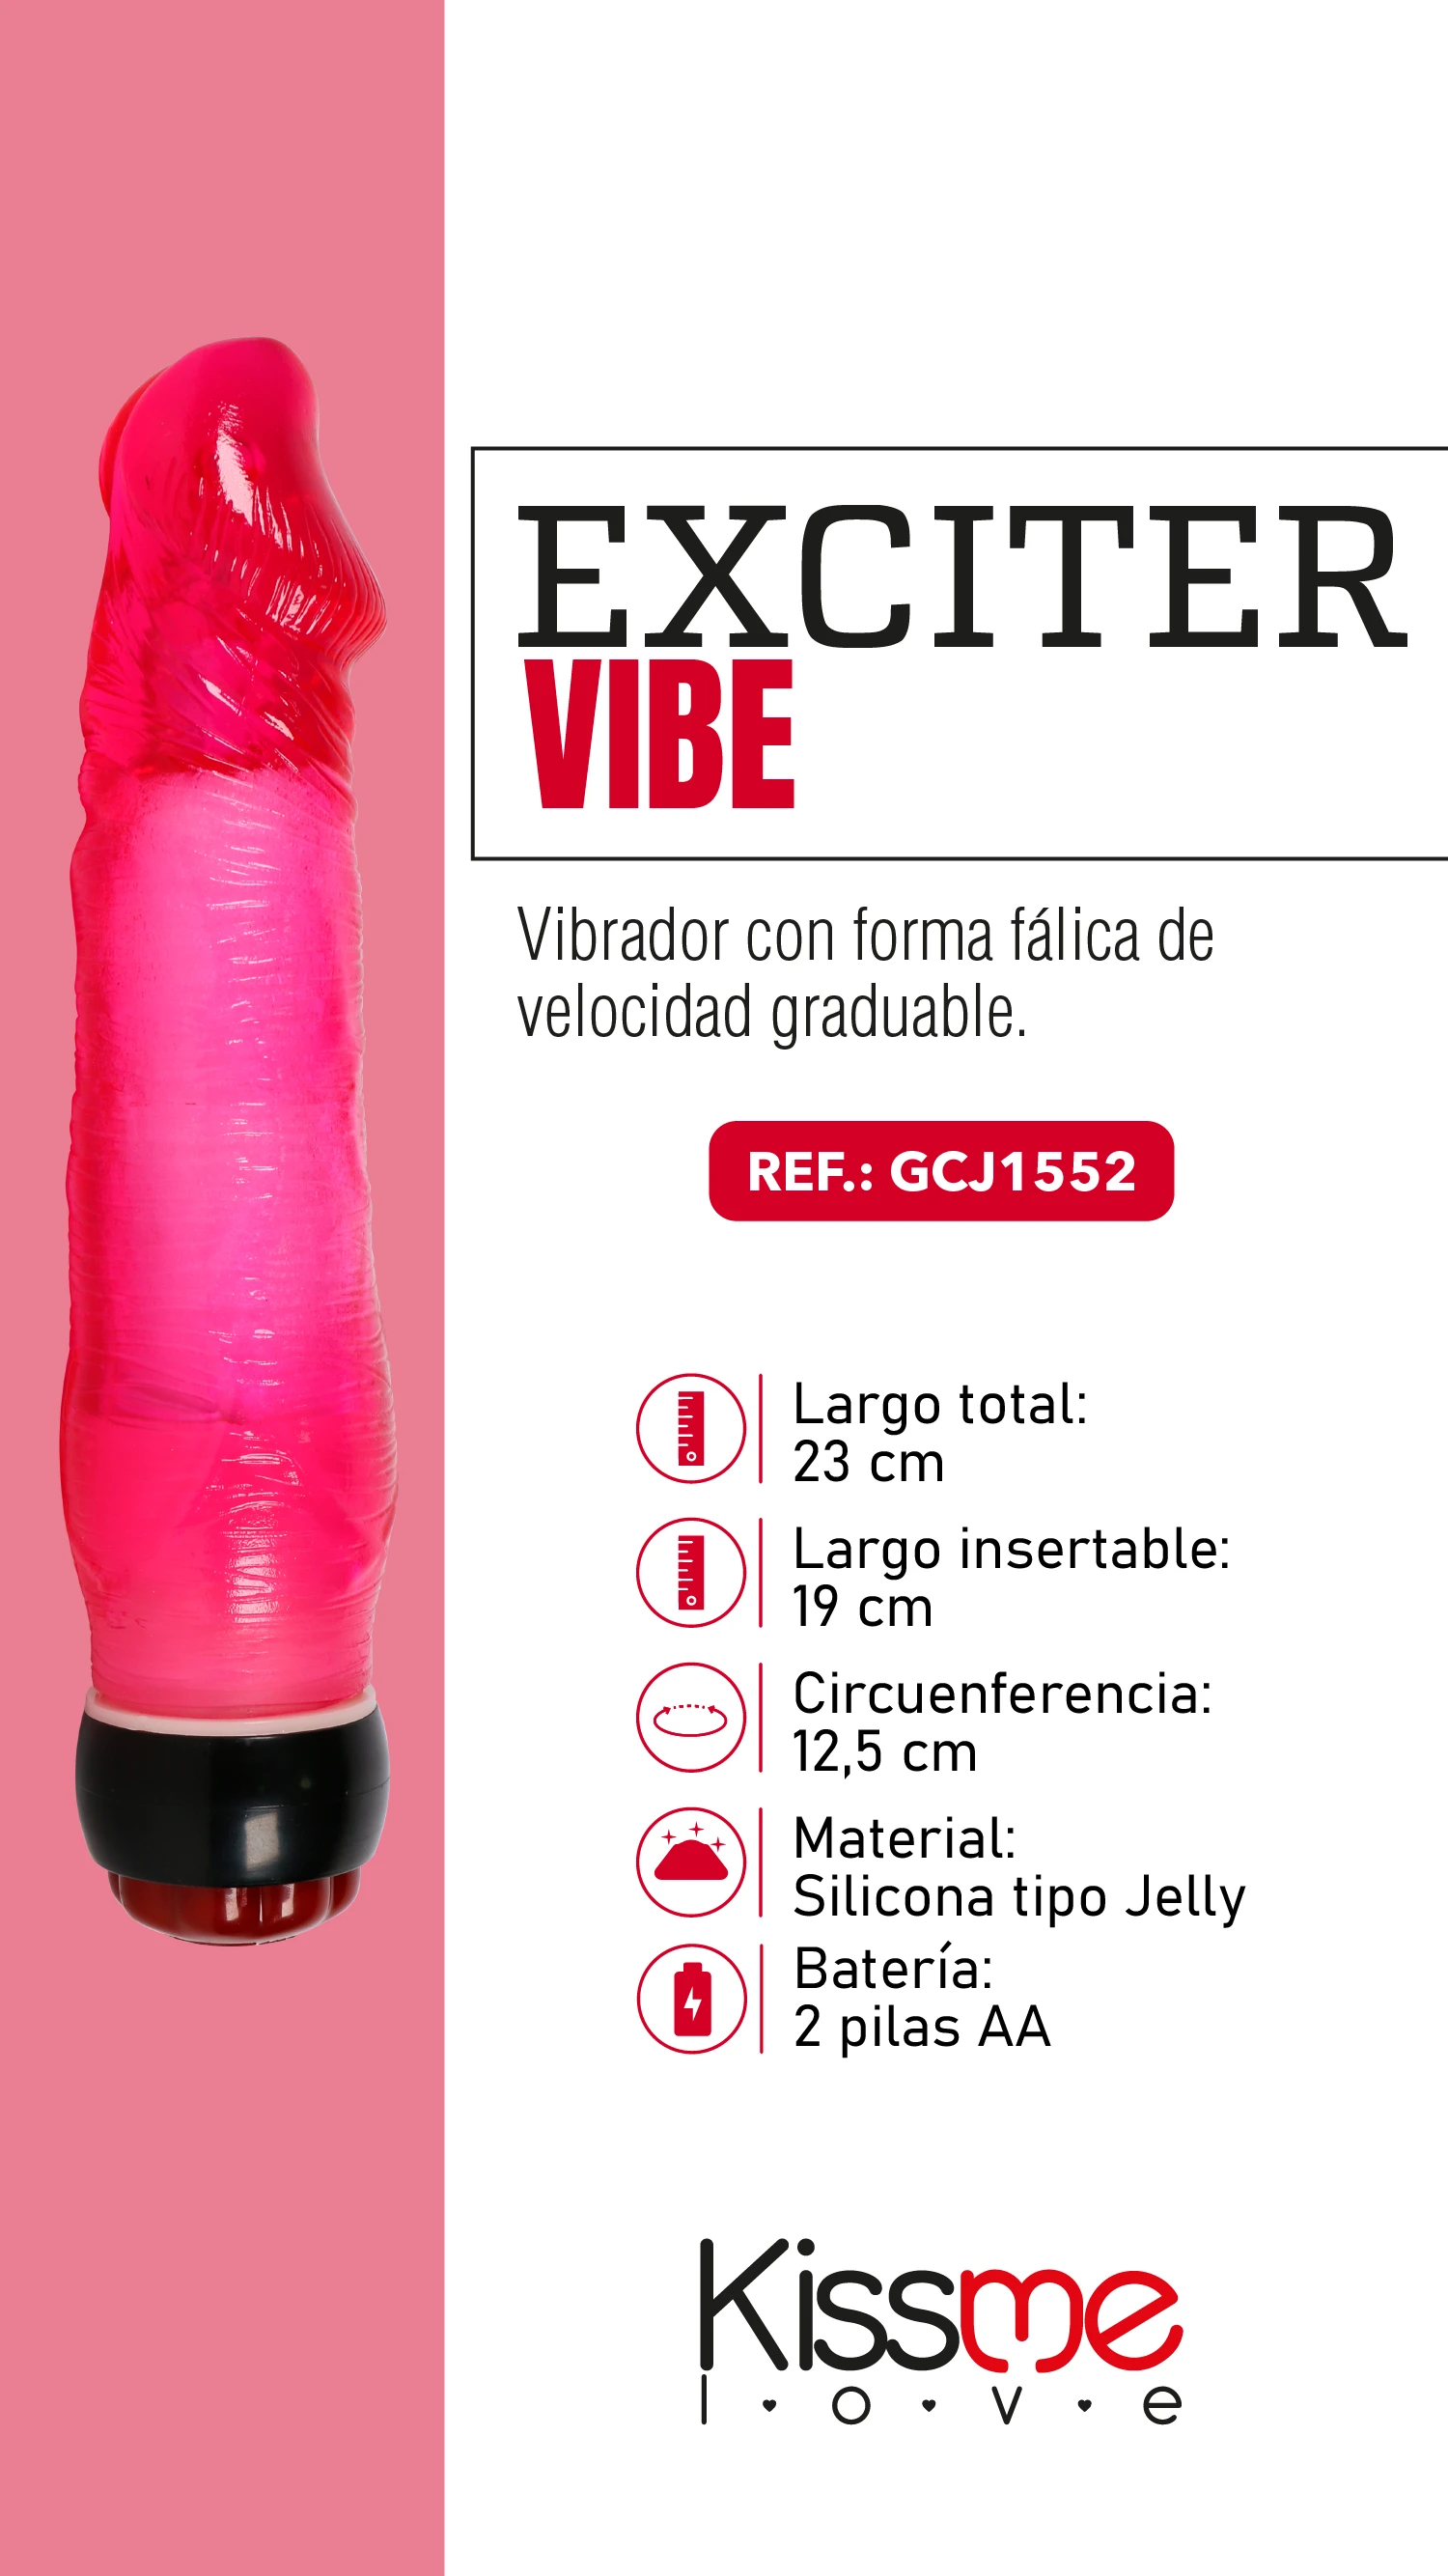 EXCITER
VIBE
Vibrador con forma fálica de
velocidad graduable.
REF.: GCJ1552
Largo total:
23 cm
Largo insertable:
19 cm
Circuenferencia:
12,5 cm
Material:
Silicona tipo Jelly
Batería:
2 pilas AA
Kissme
love